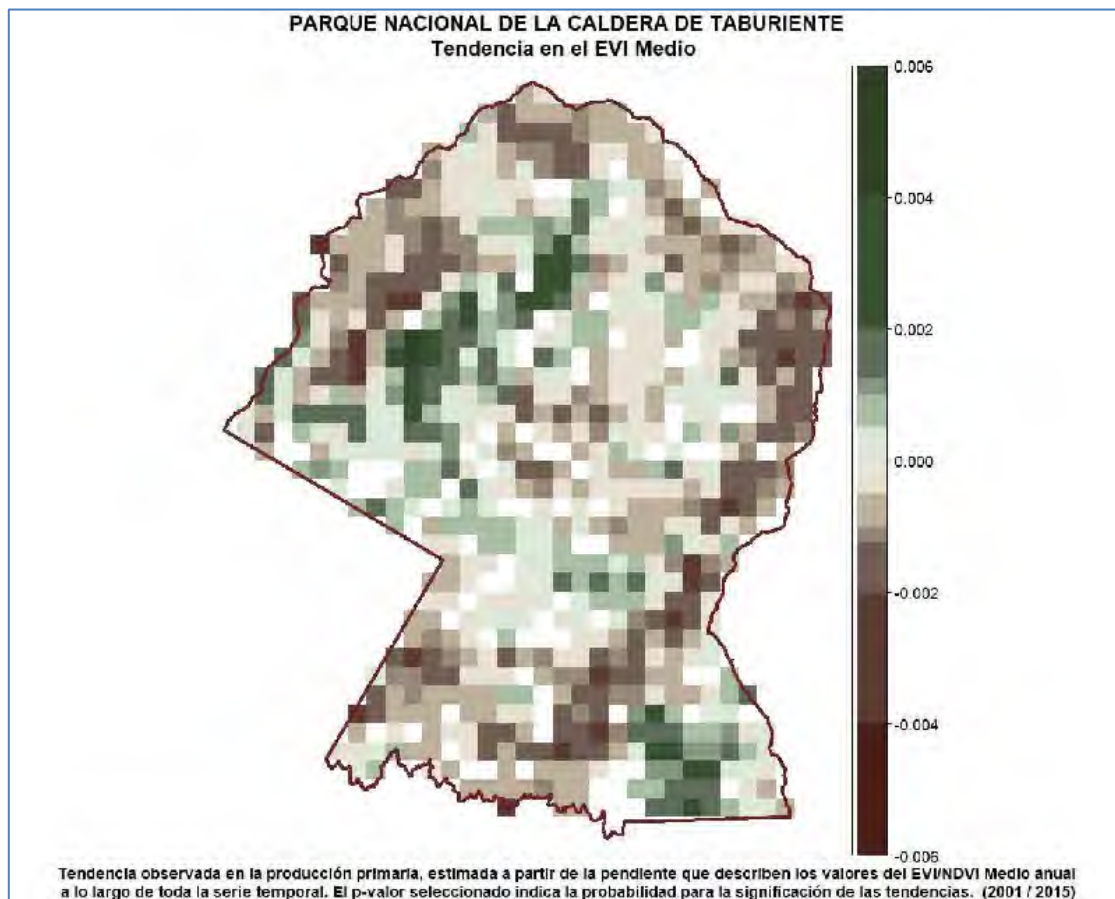 PARQUE NACIONAL DE LA CALDERA DE TABURIENTE
Tendencia en el EVI Medio
0.006
0.004
0.002
0.000
-0.002
-0.004
-0.006
Tendencia observada en la producción primaria, estimada a partir de la pendiente que describen los valores del EVI/NDVI Medio anual
a lo largo de toda la serie temporal. El p-valor seleccionado indica la probabilidad para la significación de las tendencias. (2001 / 2015)